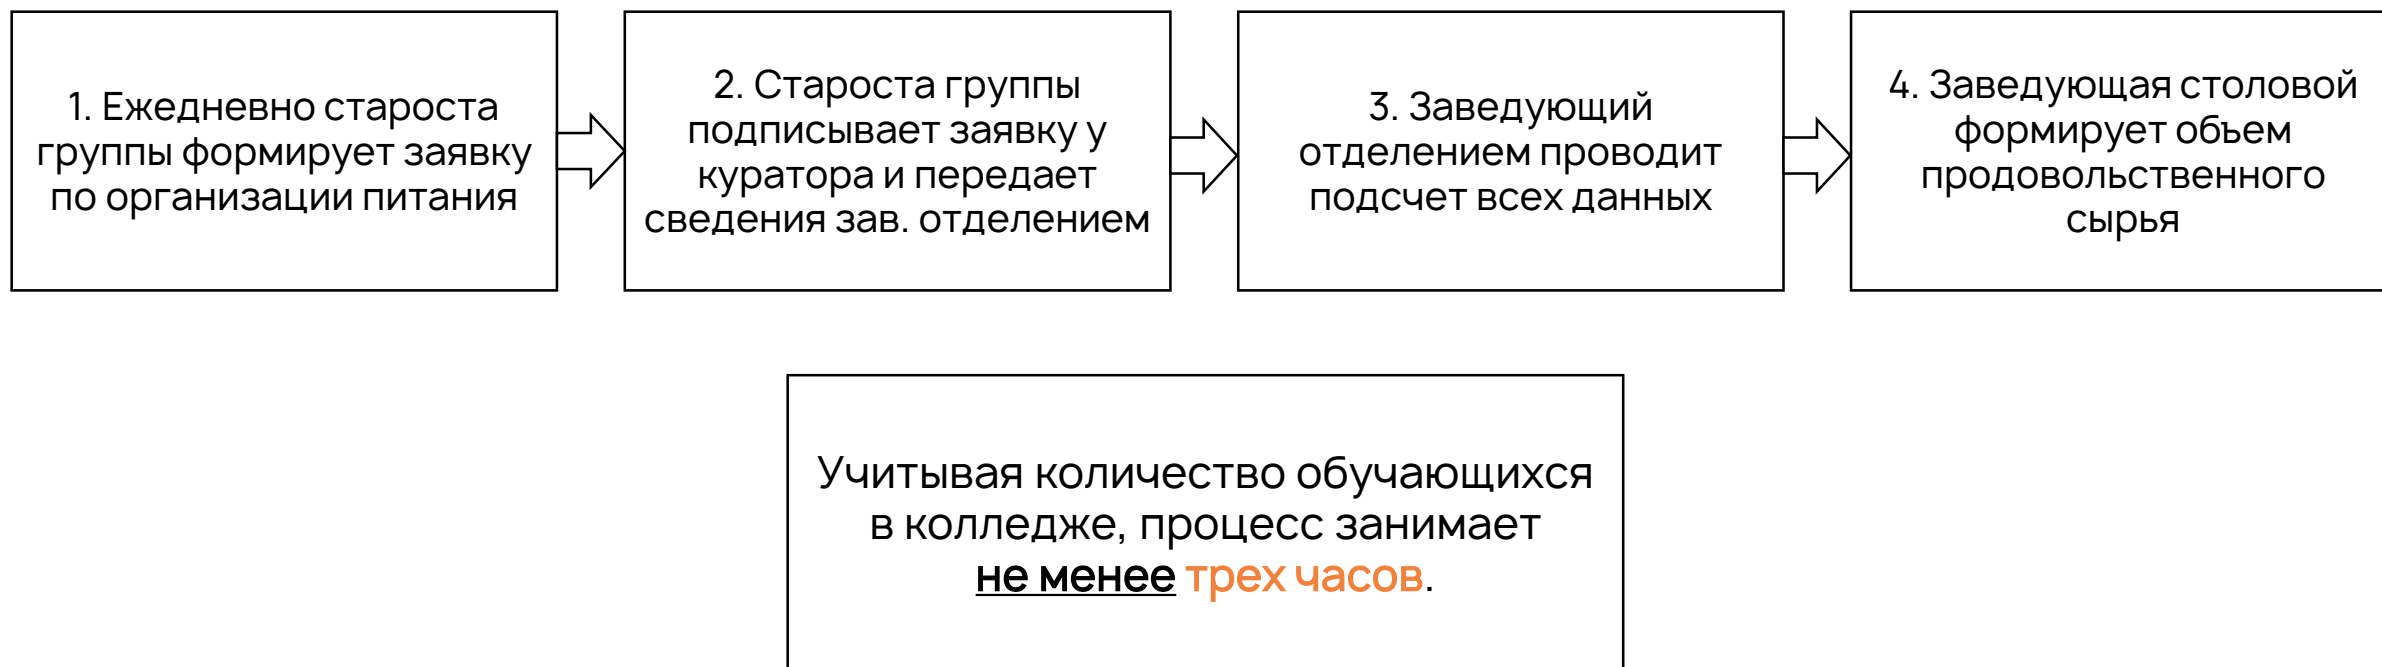 1. Ежедневно староста
группы формирует заявку
по организации питания
2. Староста группы
подписывает заявку у
куратора и передает
сведения зав. отделением
3. Заведующий
отделением проводит
подсчет всех данных
4. Заведующая столовой
формирует объем
продовольственного
сырья
Учитывая количество обучающихся
в колледже, процесс занимает
не менее трех часов.